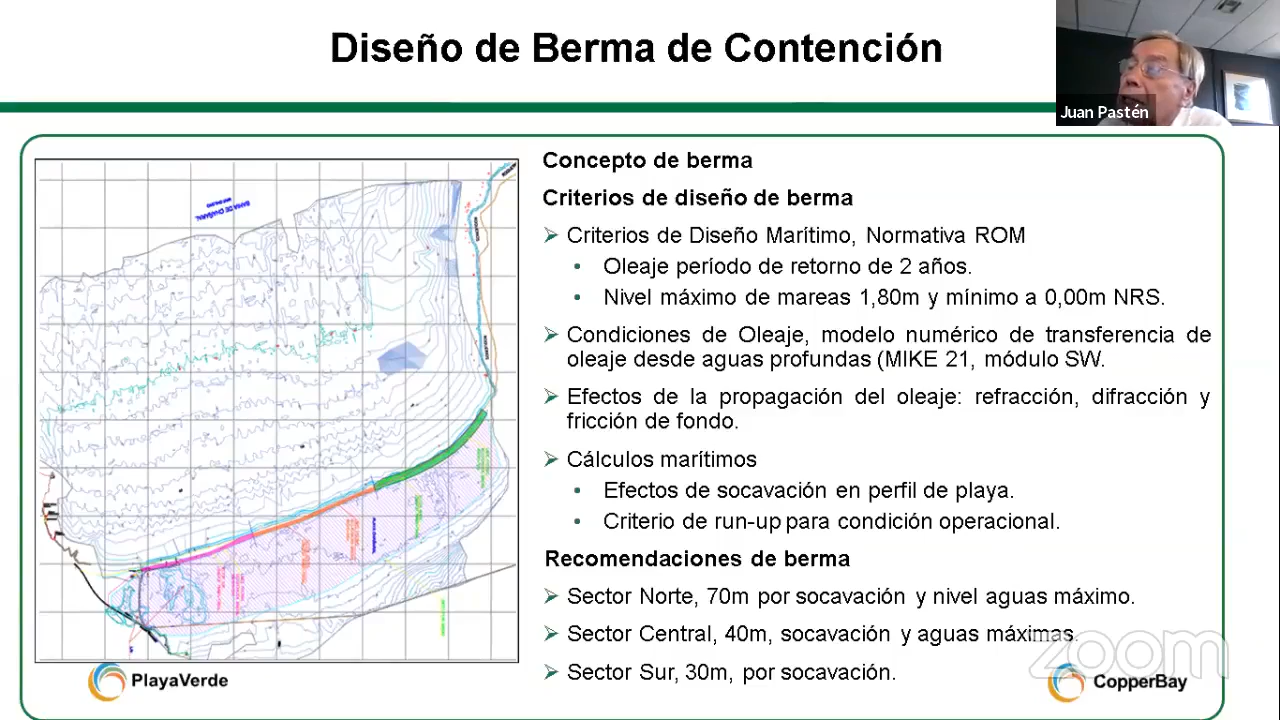 Diseño de Berma de Contención
Juan Pastén
Concepto de berma
Criterios de diseño de berma
Criterios de Diseño Marítimo, Normativa ROM
Oleaje período de retorno de 2 años.
Nivel máximo de mareas 1,80m y mínimo a 0,00m NRS.
Condiciones de Oleaje, modelo numérico de transferencia de
oleaje desde aguas profundas (MIKE 21, módulo SW.
Efectos de la propagación del oleaje: refracción, difracción y
fricción de fondo.
Cálculos marítimos
Efectos de socavación en perfil de playa.
Criterio de run-up para condición operacional.
Recomendaciones de berma
Sector Norte, 70m por socavación y nivel aguas máximo.
Sector Central, 40m, socavación y aguas máximas.
Sector Sur, 30m, por socavación.
zoom
PlayaVerde
CopperBay